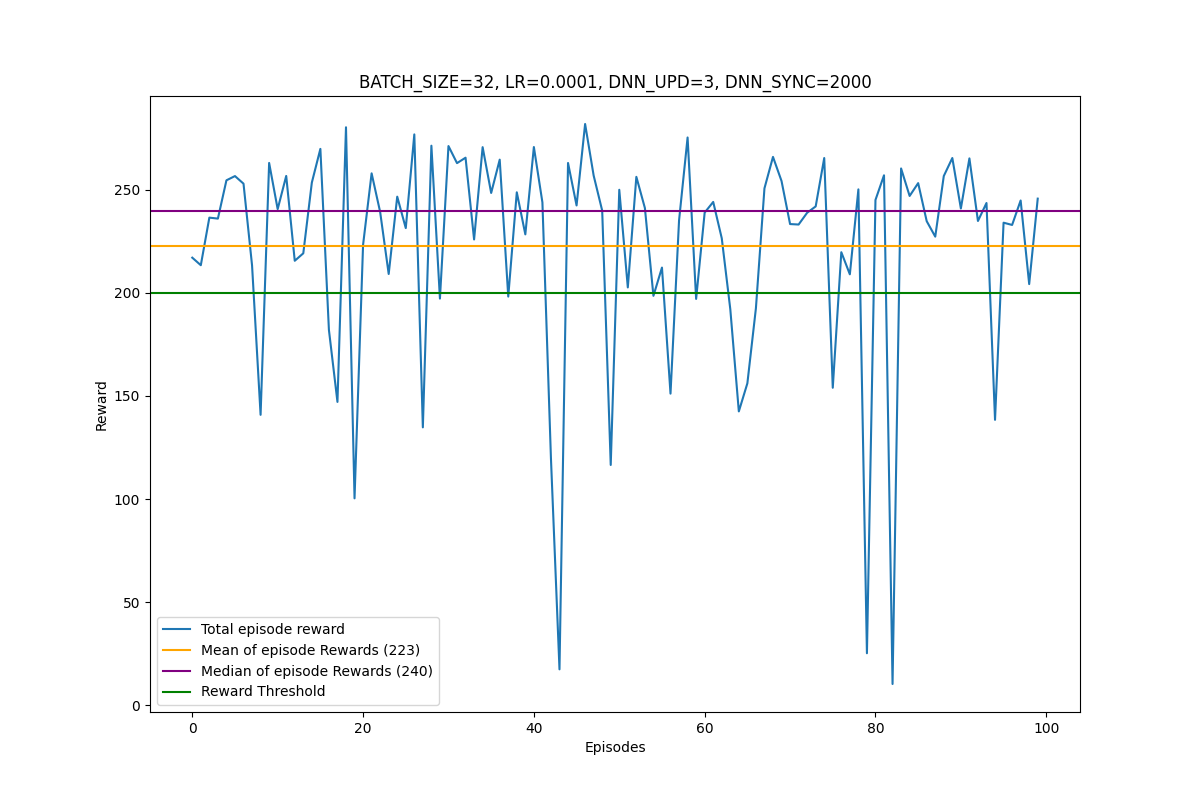 BATCH_SIZE=32, LR=0.0001, DNN_UPD=3, DNN_SYNC=2000
Reward
250
200
150
100
50
0
Total episode reward
Mean of episode Rewards (223)
Median of episode Rewards (240)
Reward Threshold
0 20 40 60 80 100
Episodes